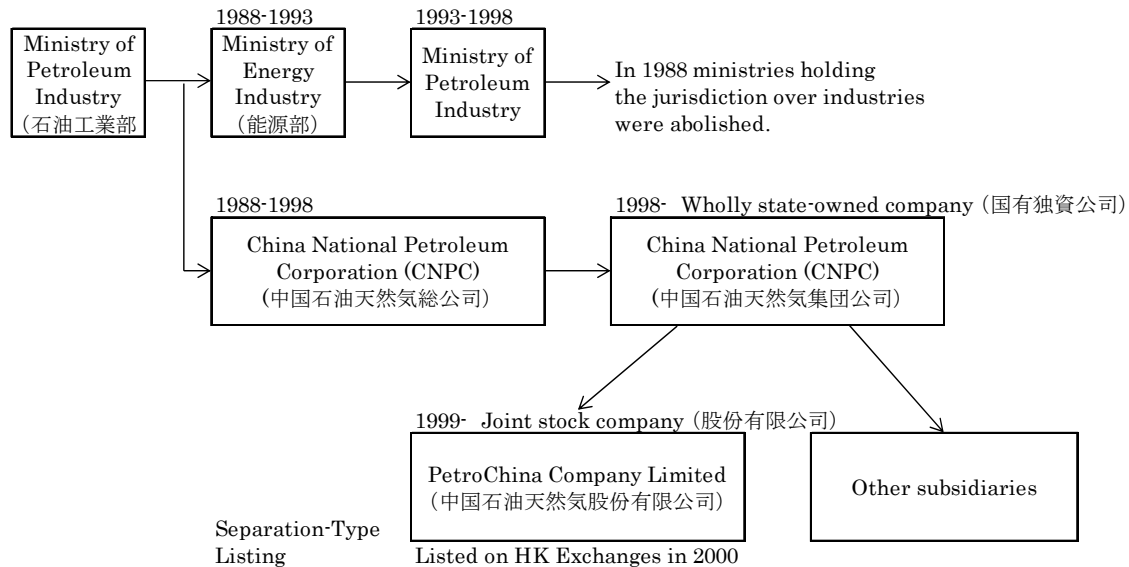 1988-1993
1993-1998
Ministry of
Petroleum
Industry
（石油工業部
Ministry of
Energy
Industry
（能源部）
Ministry of
Petroleum
Industry
In 1988 ministries holding
the jurisdiction over industries
were abolished.
1988-1998
China National Petroleum
Corporation (CNPC)
(中国石油天然気総公司）
1998- Wholly state-owned company（国有独資公司）
China National Petroleum
Corporation (CNPC)
(中国石油天然気集団公司）
1999- Joint stock company（股份有限公司）
PetroChina Company Limited
（中国石油天然気股份有限公司）
Other subsidiaries
Separation-Type
Listing
Listed on HK Exchanges in 2000